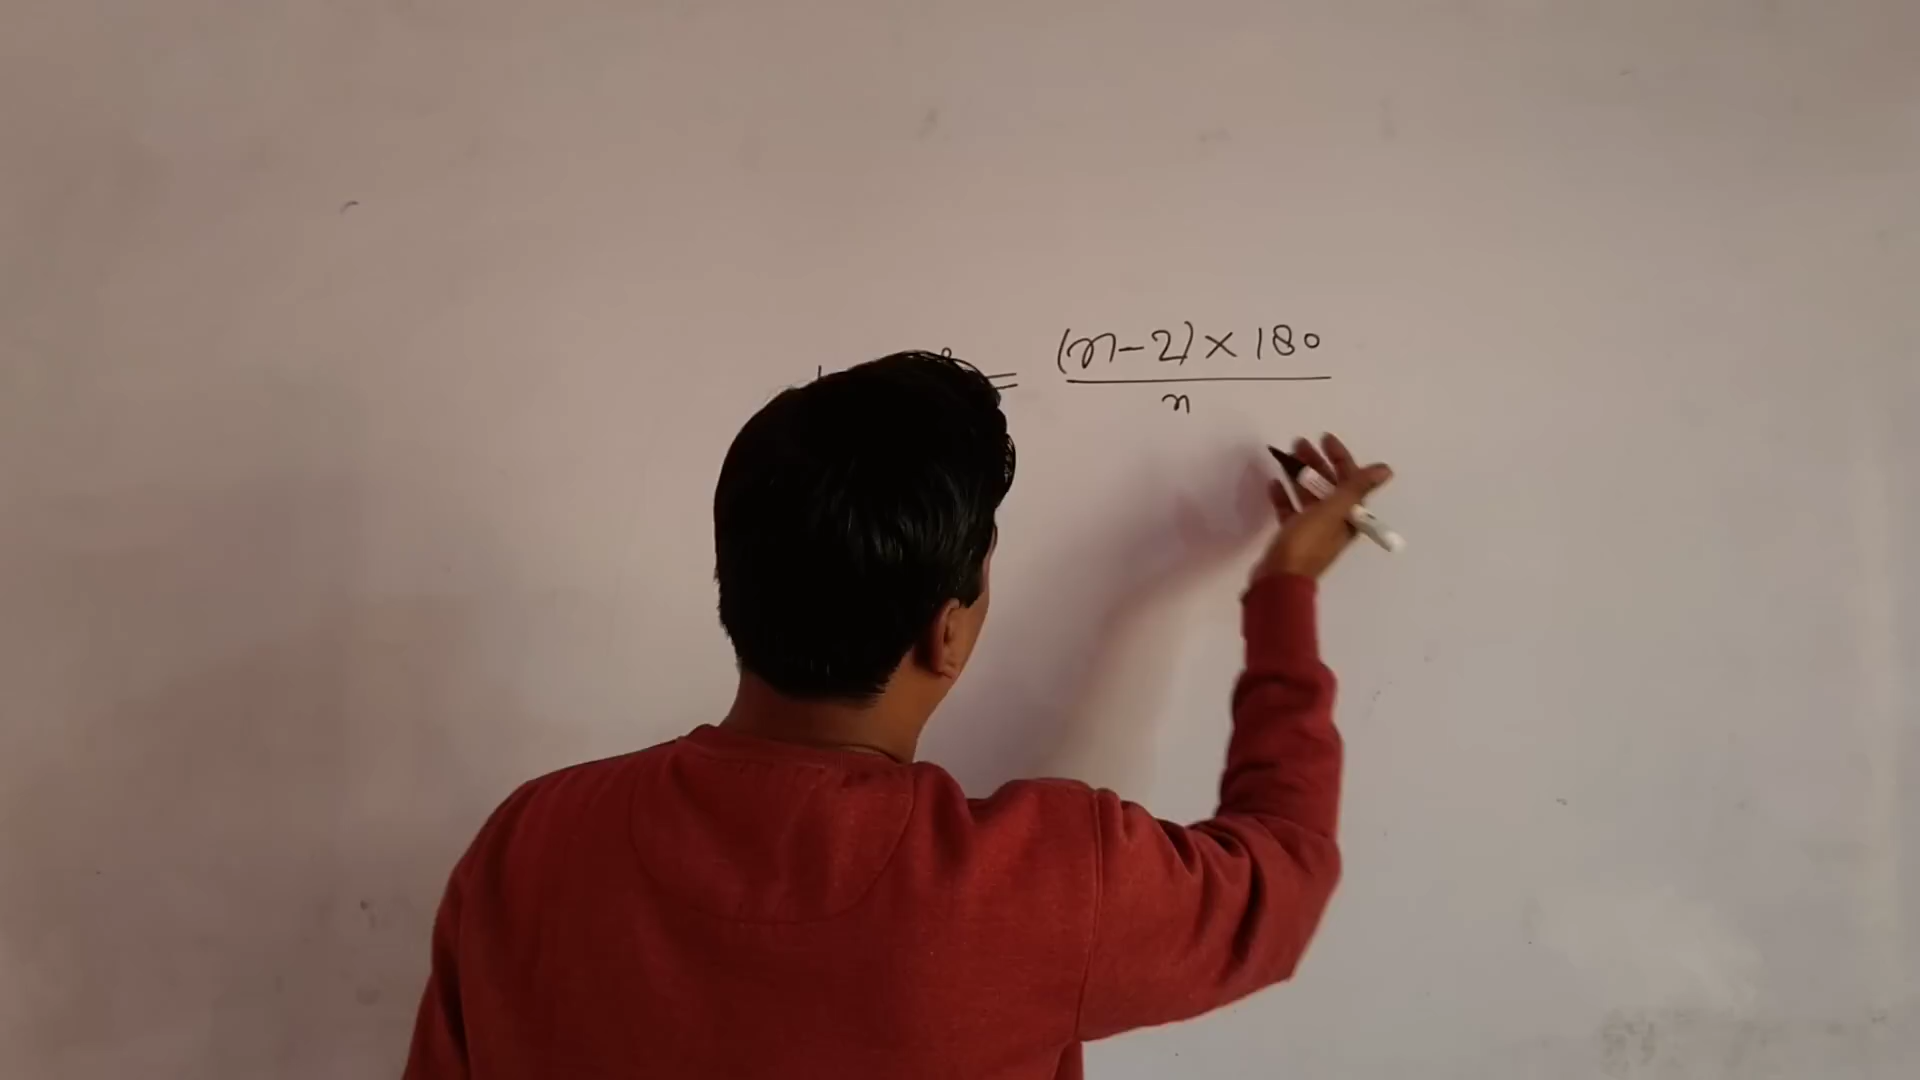 = (n-2) × 180
n